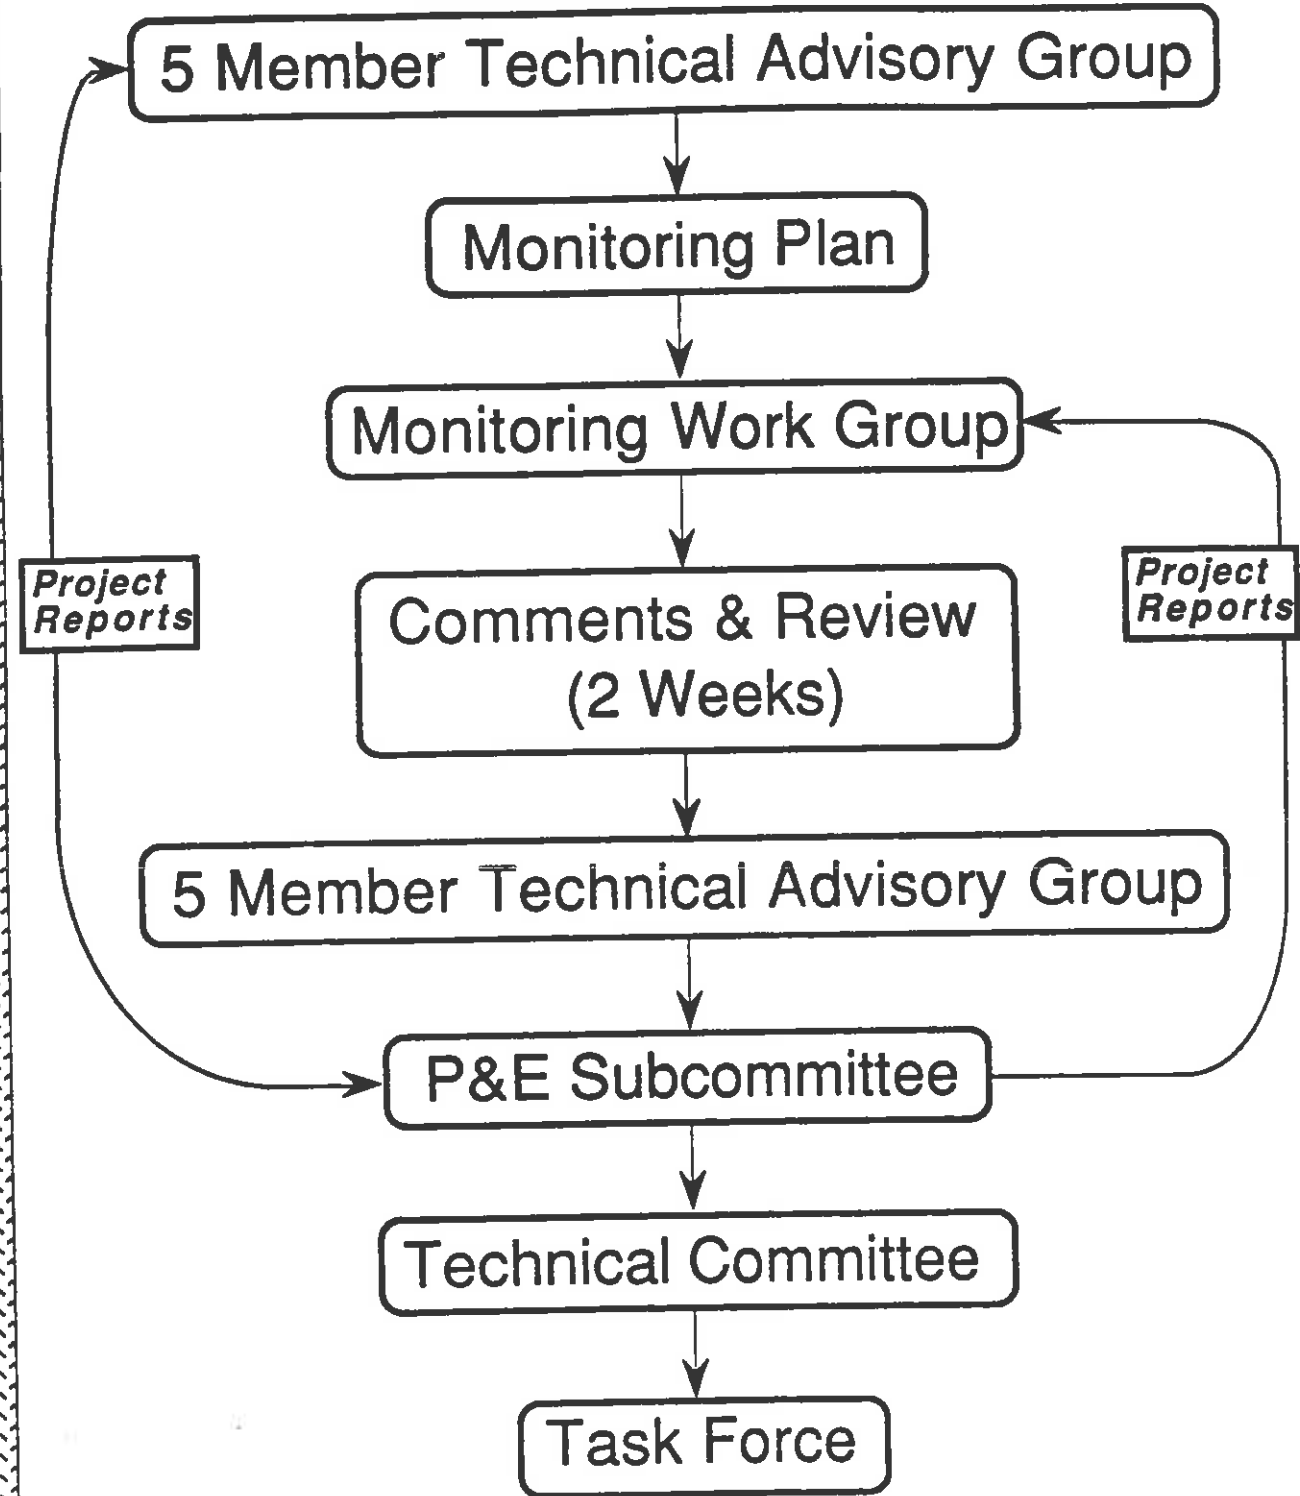 5 Member Technical Advisory Group
Monitoring Plan
Monitoring Work Group
Project
Reports
Project
Reports
Comments & Review
(2 Weeks)
5 Member Technical Advisory Group
P&E Subcommittee
Technical Committee
Task Force